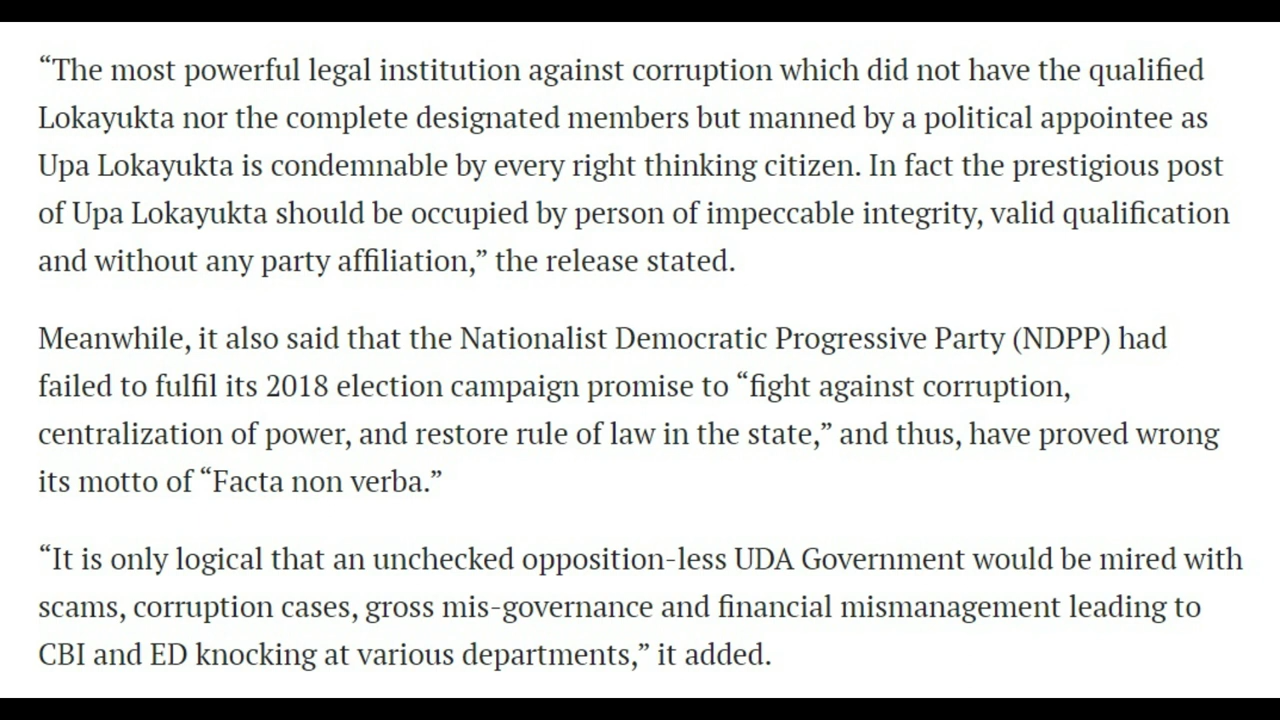 “The most powerful legal institution against corruption which did not have the qualified
Lokayukta nor the complete designated members but manned by a political appointee as
Upa Lokayukta is condemnable by every right thinking citizen. In fact the prestigious post
of Upa Lokayukta should be occupied by person of impeccable integrity, valid qualification
and without any party affiliation,” the release stated.
Meanwhile, it also said that the Nationalist Democratic Progressive Party (NDPP) had
failed to fulfil its 2018 election campaign promise to “fight against corruption,
centralization of power, and restore rule of law in the state,” and thus, have proved wrong
its motto of “Facta non verba.”
“It is only logical that an unchecked opposition-less UDA Government would be mired with
scams, corruption cases, gross mis-governance and financial mismanagement leading to
CBI and ED knocking at various departments,” it added.